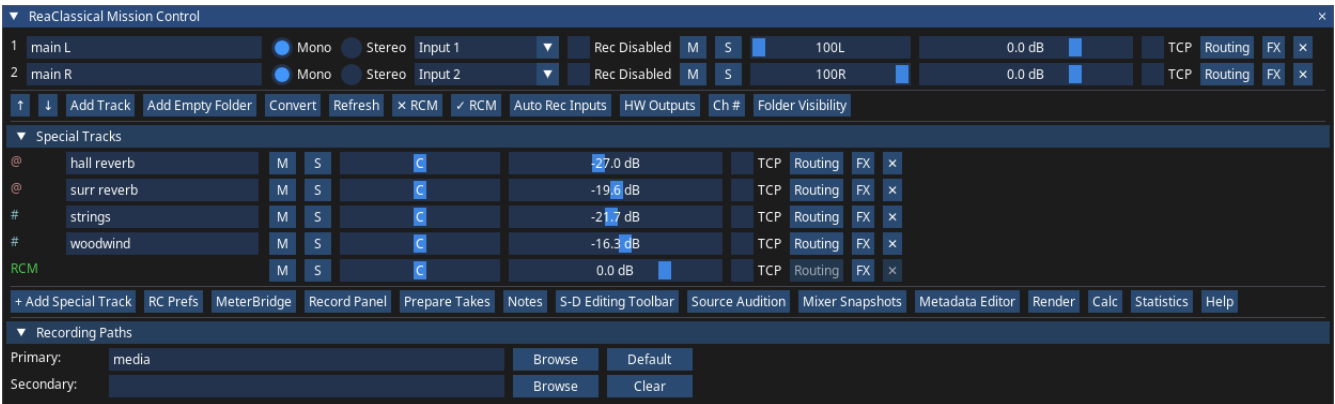 ▼ ReaClassical Mission Control ×
1 main L Mono Stereo Input 1 ▼ Rec Disabled M S 100L 0.0 dB TCP Routing FX ×
2 main R Mono Stereo Input 2 ▼ Rec Disabled M S 100R 0.0 dB TCP Routing FX ×
↑ ↓ Add Track Add Empty Folder Convert Refresh × RCM ✓ RCM Auto Rec Inputs HW Outputs Ch # Folder Visibility
▼ Special Tracks
@ hall reverb M S C -27.0 dB TCP Routing FX ×
@ surr reverb M S C -19.6 dB TCP Routing FX ×
# strings M S C -21.7 dB TCP Routing FX ×
# woodwind M S C -16.3 dB TCP Routing FX ×
RCM M S C 0.0 dB TCP Routing FX ×
+ Add Special Track RC Prefs MeterBridge Record Panel Prepare Takes Notes S-D Editing Toolbar Source Audition Mixer Snapshots Metadata Editor Render Calc Statistics Help
▼ Recording Paths
Primary: media Browse Default
Secondary: Browse Clear